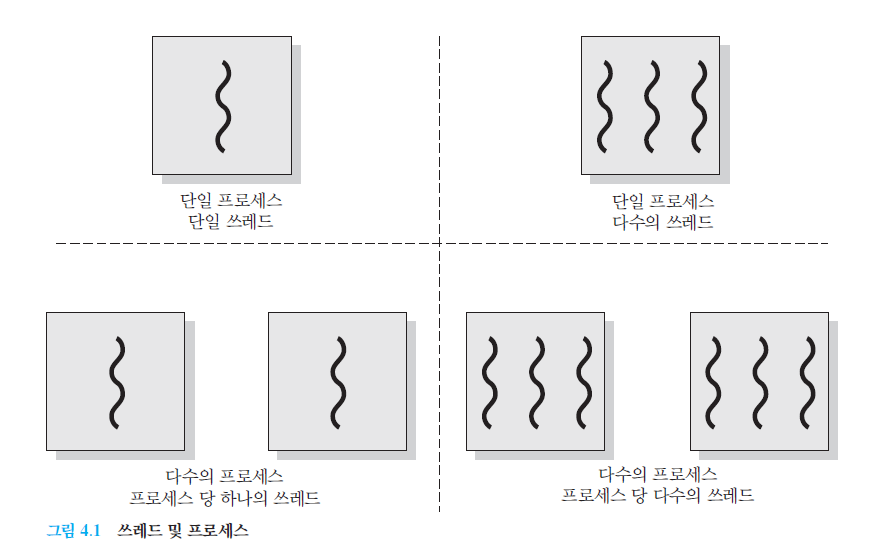 단일 프로세스
단일 쓰레드
단일 프로세스
다수의 쓰레드
다수의 프로세스
프로세스 당 하나의 쓰레드
다수의 프로세스
프로세스 당 다수의 쓰레드
그림 4.1 쓰레드 및 프로세스